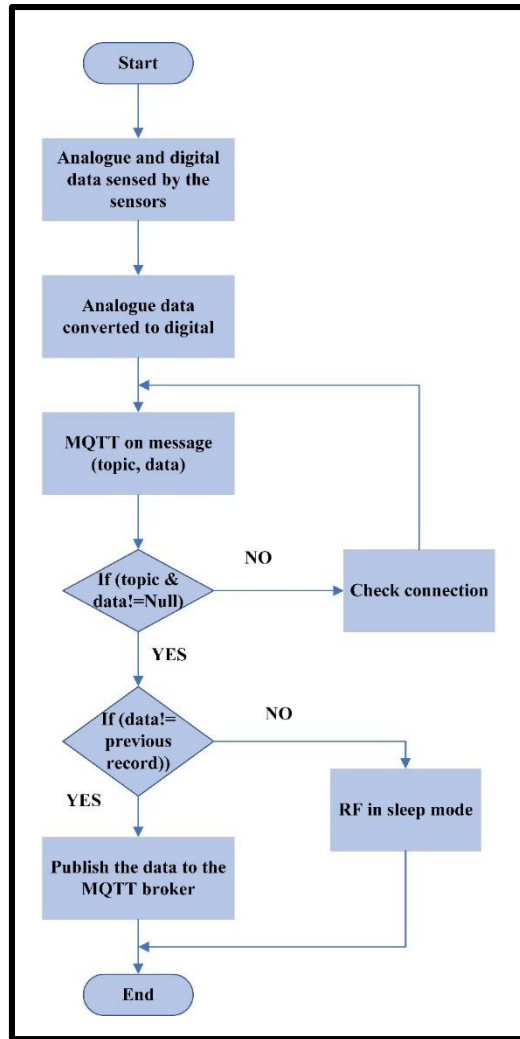 Start
Analogue and digital
data sensed by the
sensors
Analogue data
converted to digital
MQTT on message
(topic, data)
If (topic &
data!=Null)
NO
Check connection
YES
If (data!=
previous
record))
NO
YES
RF in sleep mode
Publish the data to the
MQTT broker
End